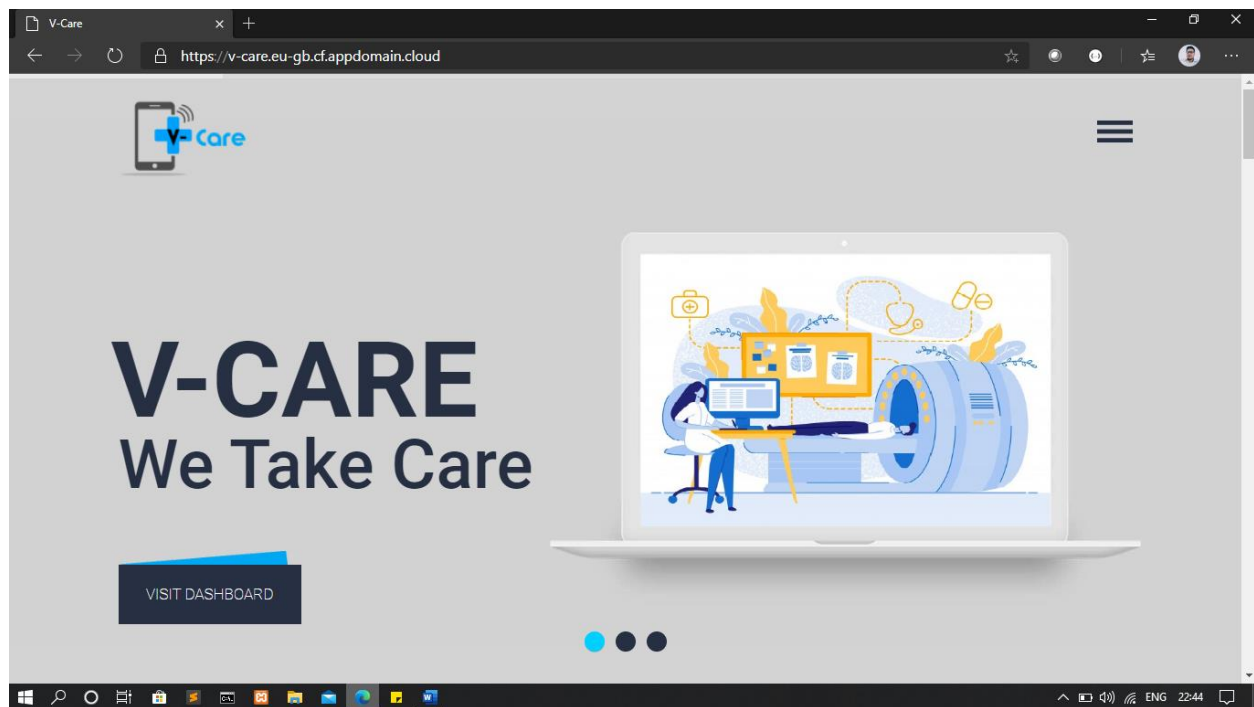 V-Care
https://v-care.eu-gb.cf.appdomain.cloud
V- Care
V-CARE
We Take Care
VISIT DASHBOARD
ENG 22:44